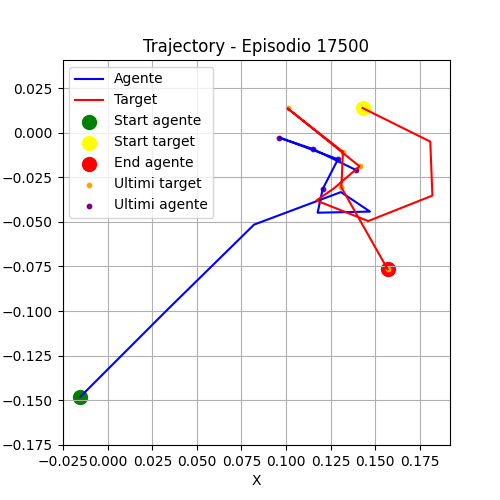 Trajectory - Episodio 17500
Agente
Target
Start agente
Start target
End agente
Ultimi target
Ultimi agente
0.025
0.000
−0.025
−0.050
−0.075
−0.100
−0.125
−0.150
−0.175
−0.025 0.000 0.025 0.050 0.075 0.100 0.125 0.150 0.175
X